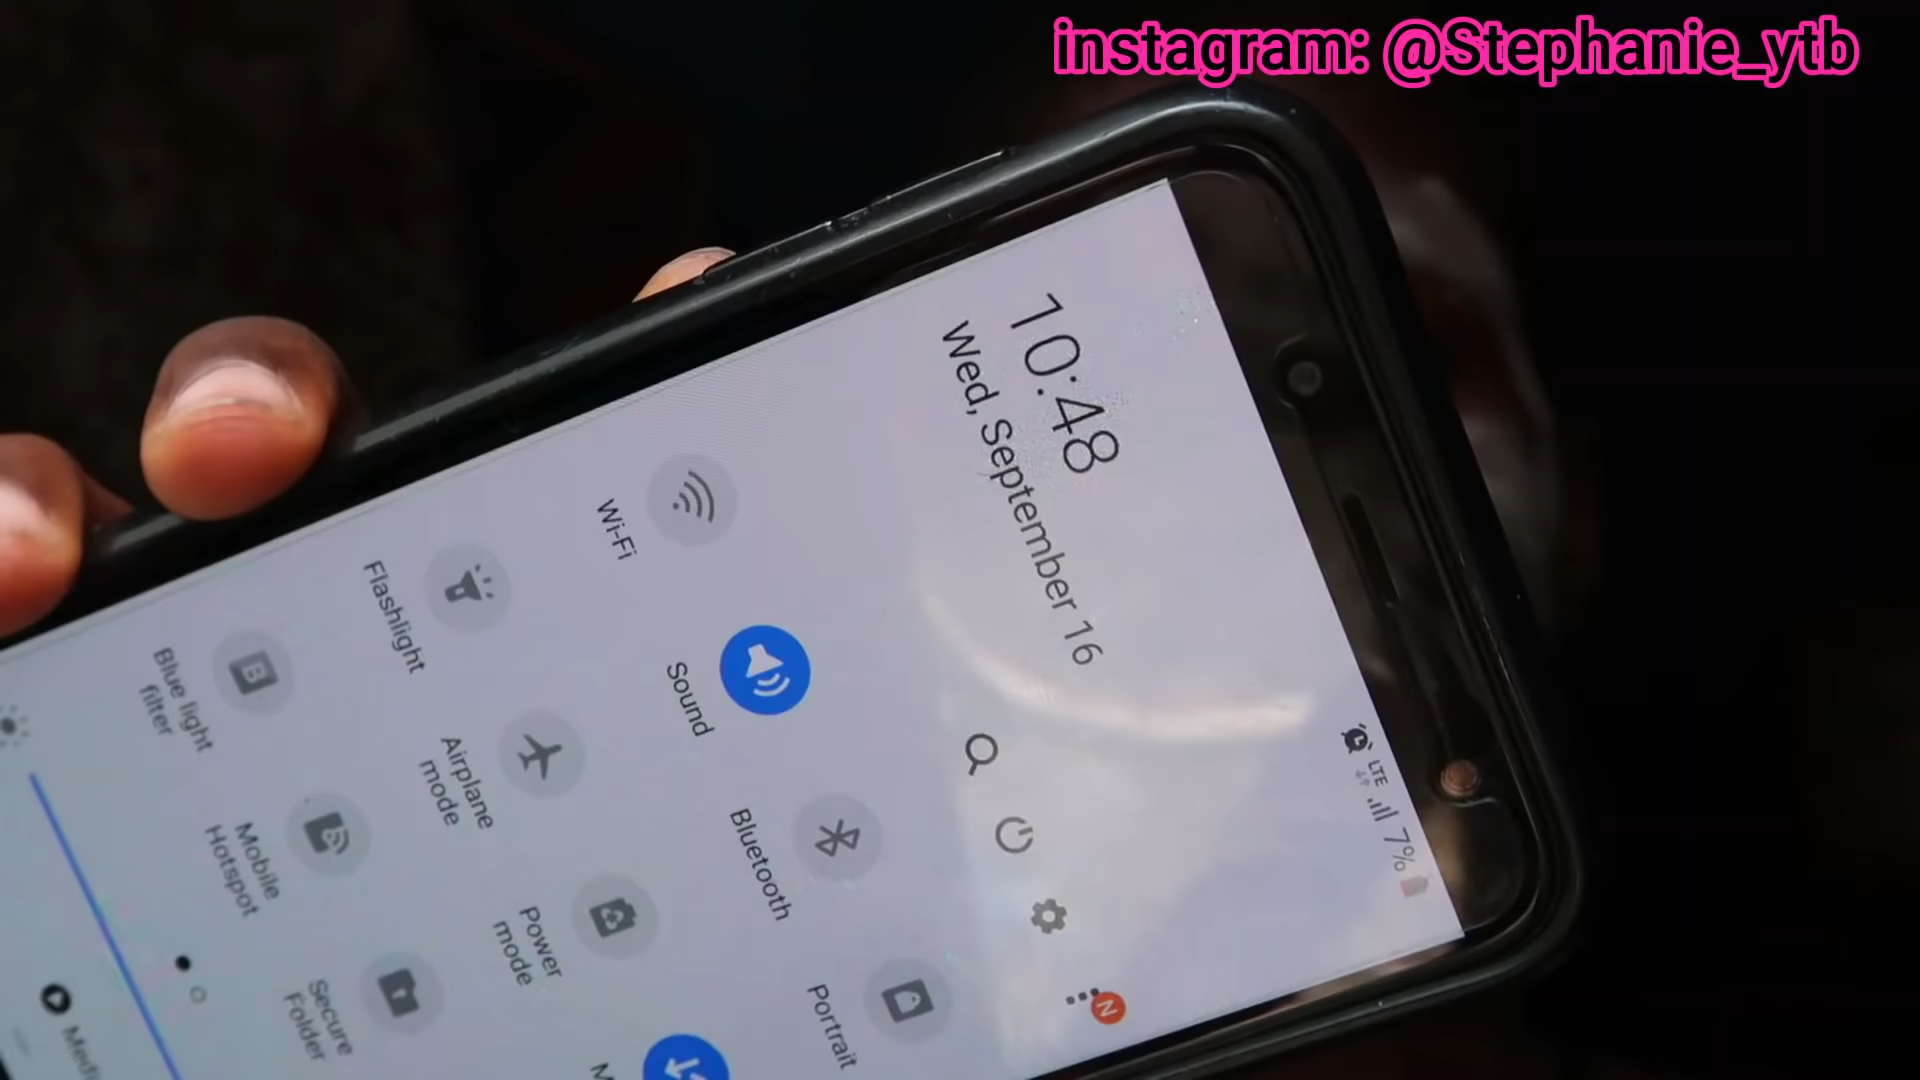 instagram: @Stephanie_ytb
LTE
7%
10:48
Wed, September 16
N
Wi-Fi
Sound
Bluetooth
Portrait
Flashlight
Airplane
mode
Power
mode
Blue light
filter
Mobile
Hotspot
Secure
Folder